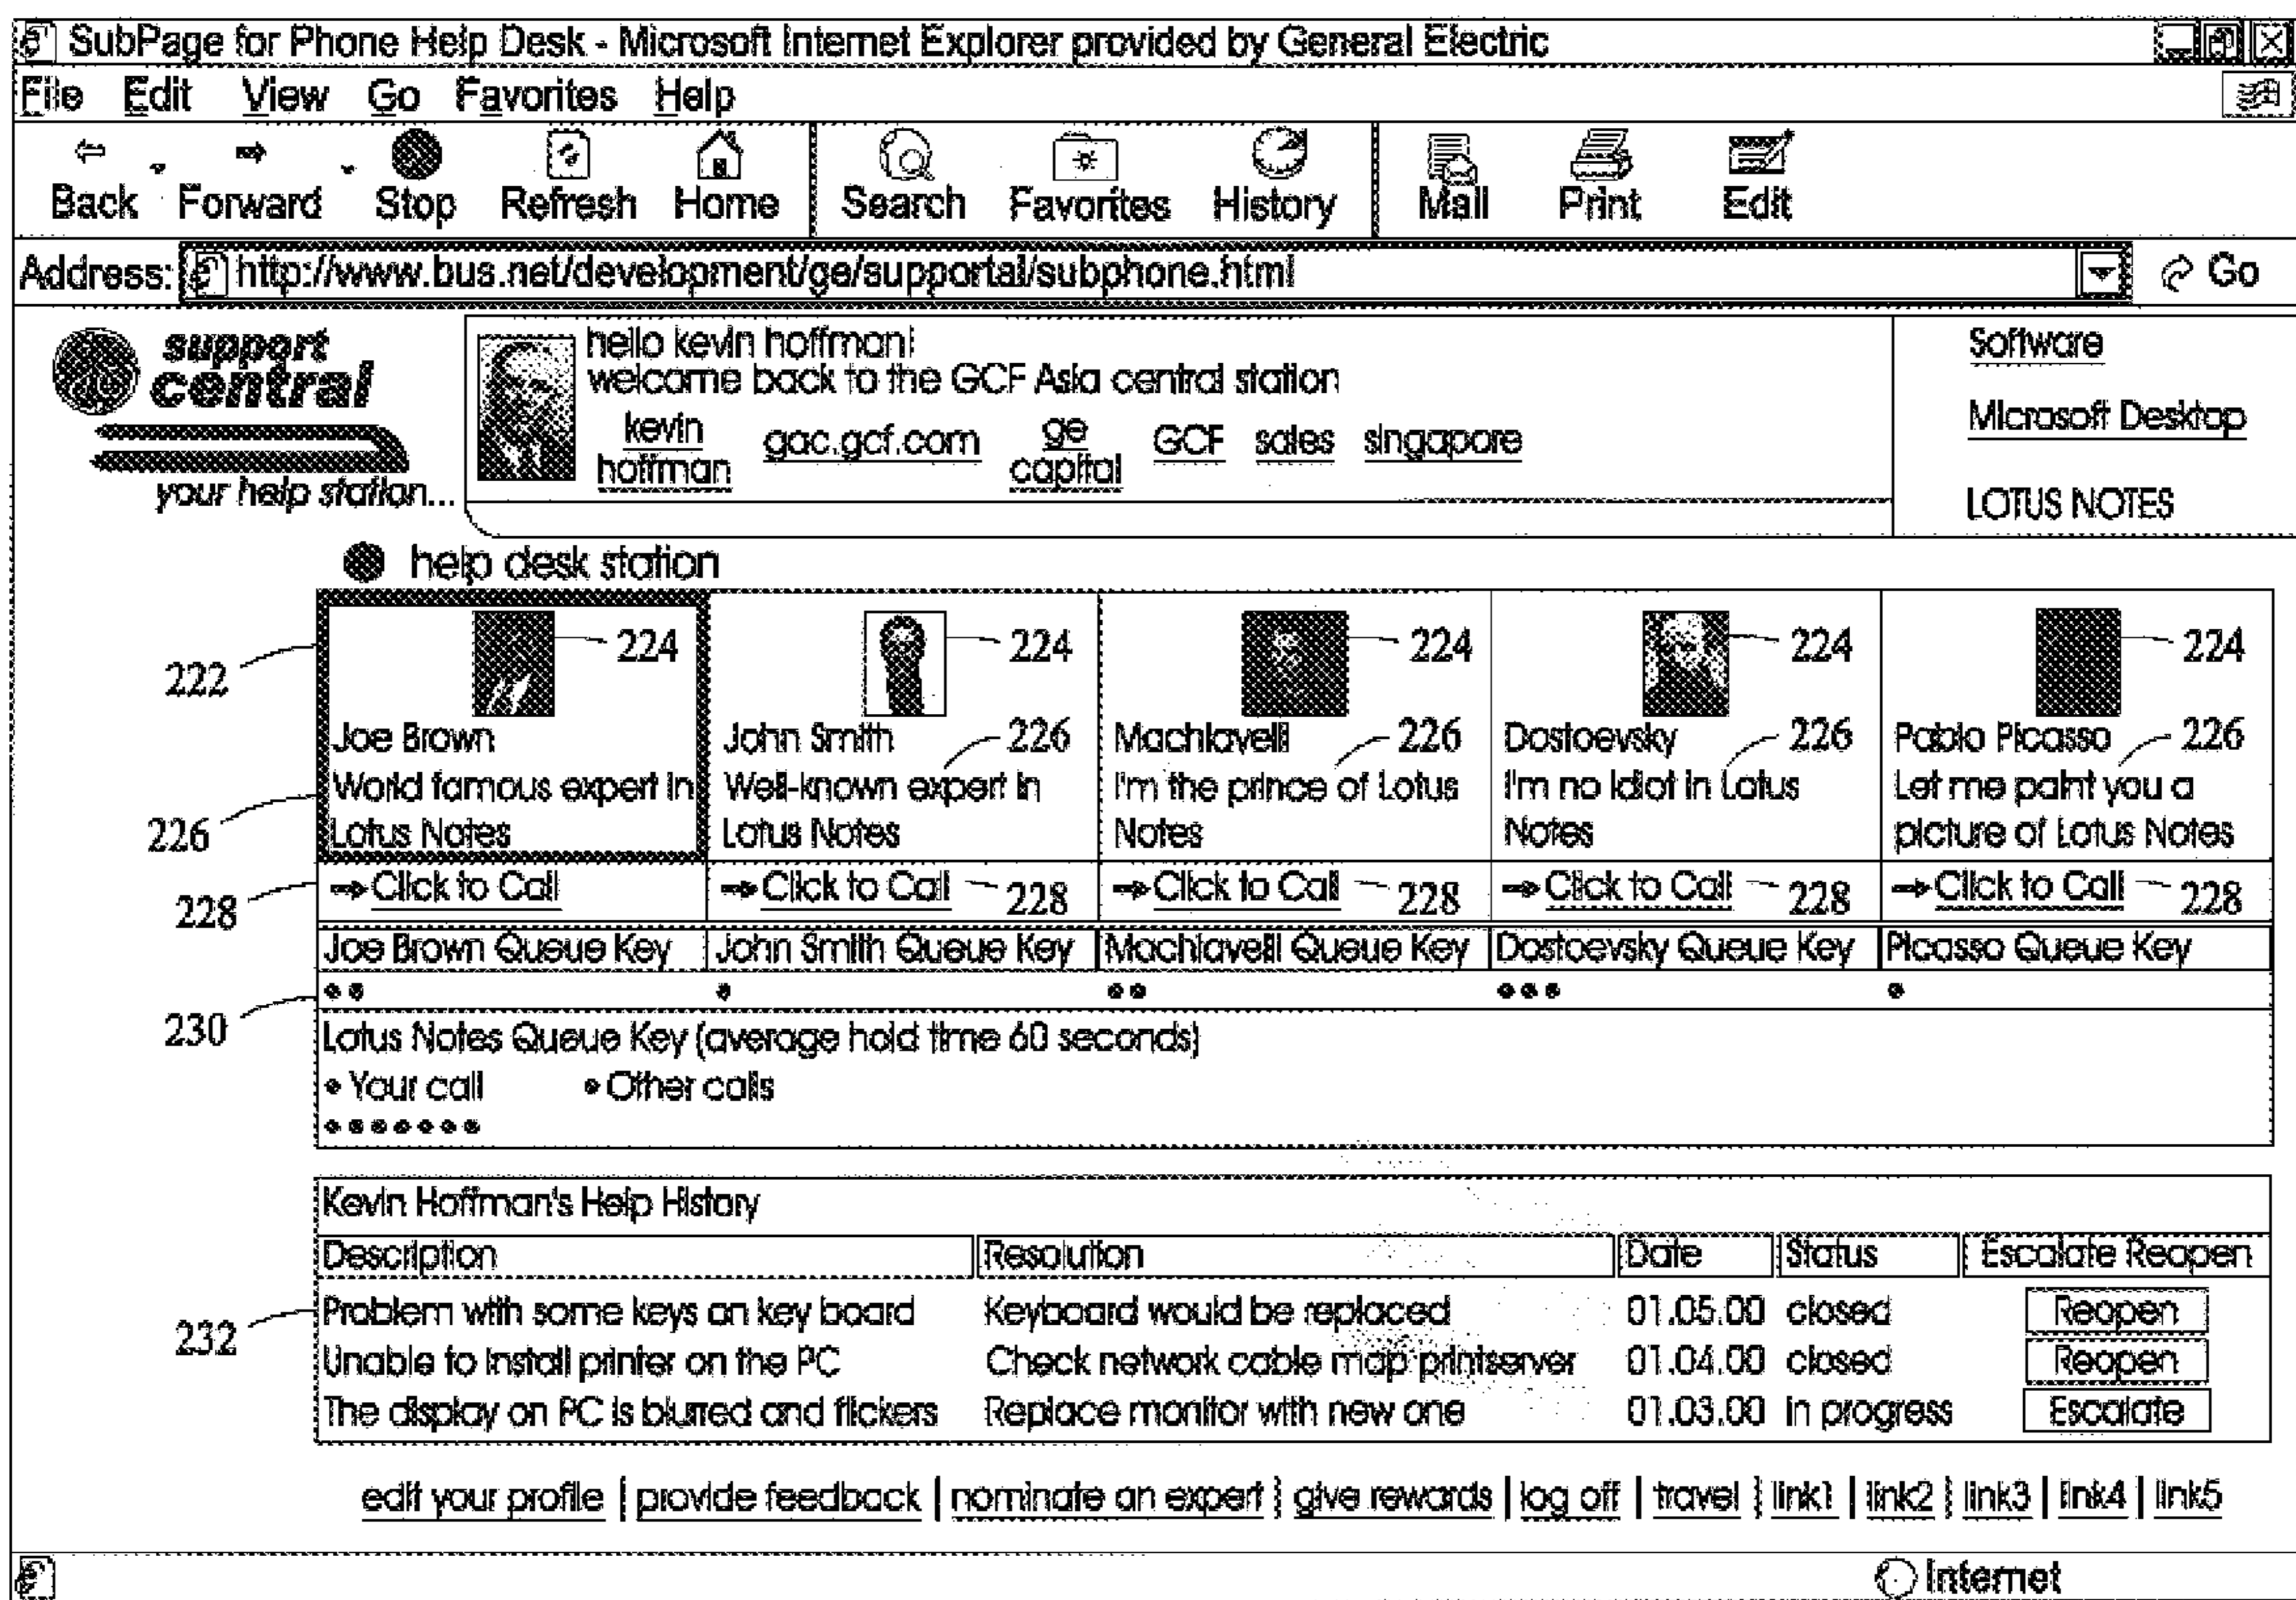 SubPage for Phone Help Desk - Microsoft Internet Explorer provided by General Electric
File Edit View Go Favorites Help
Back Forward Stop Refresh Home Search Favorites History Mail Print Edit
Address: http://www.bus.net/development/ge/supportal/subphone.html Go
support
central
your help station...
hello kevin hoffman!
welcome back to the GCF Asia central station
kevin hoffman gac.gcf.com ge capital GCF sales singapore
Software
Microsoft Desktop
LOTUS NOTES
help desk station
222 224 224 224 224 224
Joe Brown John Smith 226 Machiavelli 226 Dostoevsky 226 Pablo Picasso 226
World famous expert in Well-known expert in I'm the prince of Lotus I'm no idiot in Lotus Let me paint you a
226 Lotus Notes Lotus Notes Notes Notes picture of Lotus Notes
228 Click to Call Click to Call 228 Click to Call 228 Click to Call 228 Click to Call 228
Joe Brown Queue Key John Smith Queue Key Machiavelli Queue Key Dostoevsky Queue Key Picasso Queue Key
230
Lotus Notes Queue Key (average hold time 60 seconds)
• Your call • Other calls
Kevin Hoffman's Help History
Description Resolution Date Status Escalate Reopen
232 Problem with some keys on key board Keyboard would be replaced 01.05.00 closed Reopen
Unable to install printer on the PC Check network cable map printserver 01.04.00 closed Reopen
The display on PC is blurred and flickers Replace monitor with new one 01.03.00 in progress Escalate
edit your profile | provide feedback | nominate an expert | give rewards | log off | travel | link1 | link2 | link3 | link4 | link5
Internet